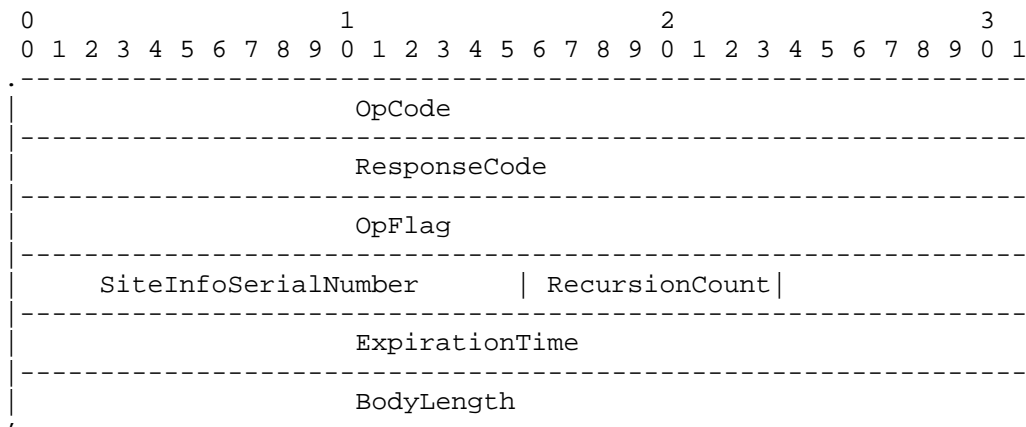 0 1 2 3
0 1 2 3 4 5 6 7 8 9 0 1 2 3 4 5 6 7 8 9 0 1 2 3 4 5 6 7 8 9 0 1
.---------------------------------------------------------------
| OpCode
|---------------------------------------------------------------
| ResponseCode
|---------------------------------------------------------------
| OpFlag
|---------------------------------------------------------------
| SiteInfoSerialNumber | RecursionCount|
|---------------------------------------------------------------
| ExpirationTime
|---------------------------------------------------------------
| BodyLength